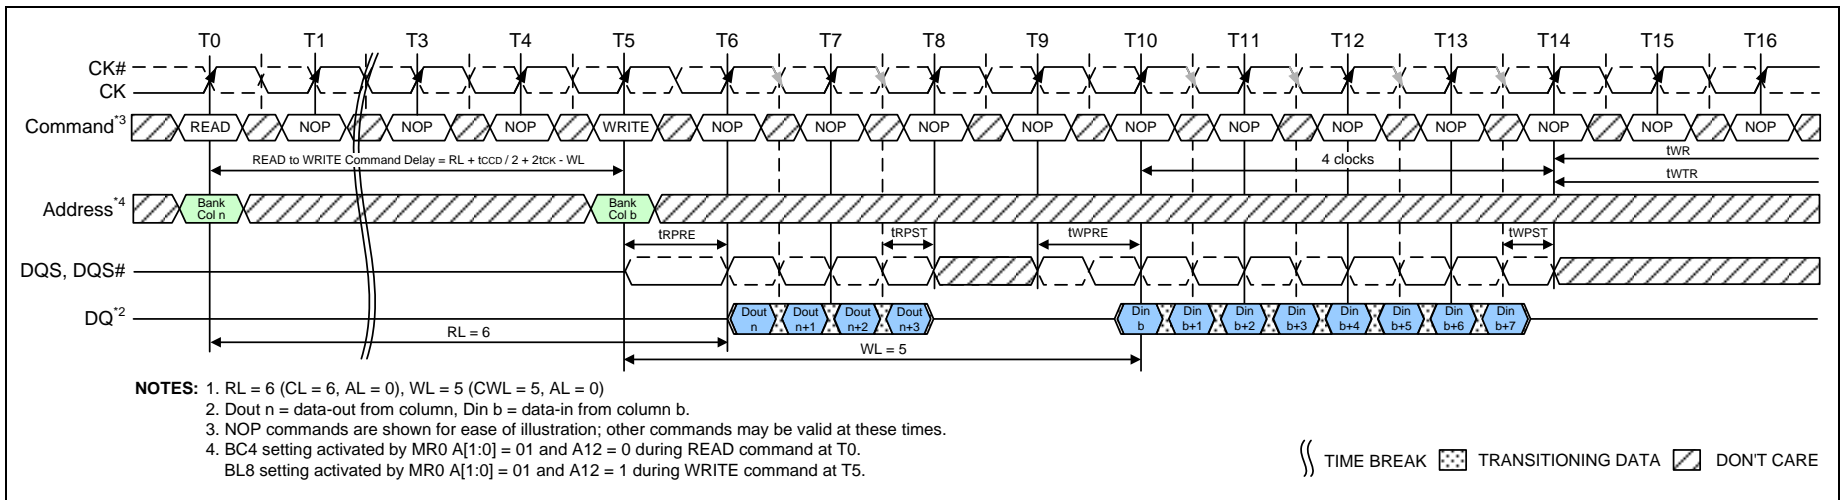 T0 T1 T3 T4 T5 T6 T7 T8 T9 T10 T11 T12 T13 T14 T15 T16
CK#
CK
Command*3 READ NOP NOP NOP WRITE NOP NOP NOP NOP NOP NOP NOP NOP NOP NOP NOP
READ to WRITE Command Delay = RL + tCCD / 2 + 2tCK - WL
4 clocks
tWR
tWTR
Address*4
Bank
Col n
Bank
Col b
tRPRE tRPST tWPRE tWPST
DQS, DQS#
DQ*2
Dout
n
Dout
n+1
Dout
n+2
Dout
n+3
Din
b
Din
b+1
Din
b+2
Din
b+3
Din
b+4
Din
b+5
Din
b+6
Din
b+7
RL = 6
WL = 5
NOTES: 1. RL = 6 (CL = 6, AL = 0), WL = 5 (CWL = 5, AL = 0)
2. Dout n = data-out from column, Din b = data-in from column b.
3. NOP commands are shown for ease of illustration; other commands may be valid at these times.
4. BC4 setting activated by MR0 A[1:0] = 01 and A12 = 0 during READ command at T0.
BL8 setting activated by MR0 A[1:0] = 01 and A12 = 1 during WRITE command at T5.
TIME BREAK TRANSITIONING DATA DON'T CARE